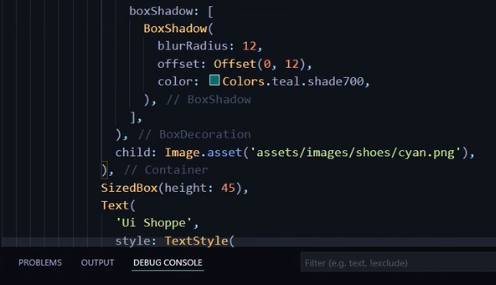 boxShadow: [
BoxShadow(
blurRadius: 12,
offset: Offset(0, 12),
color: Colors.teal.shade700,
), // BoxShadow
],
), // BoxDecoration
child: Image.asset('assets/images/shoes/cyan.png'),
), // Container
SizedBox(height: 45),
Text(
'Ui Shoppe',
style: TextStyle(
PROBLEMS OUTPUT DEBUG CONSOLE Filter (e.g. text, !exclude)